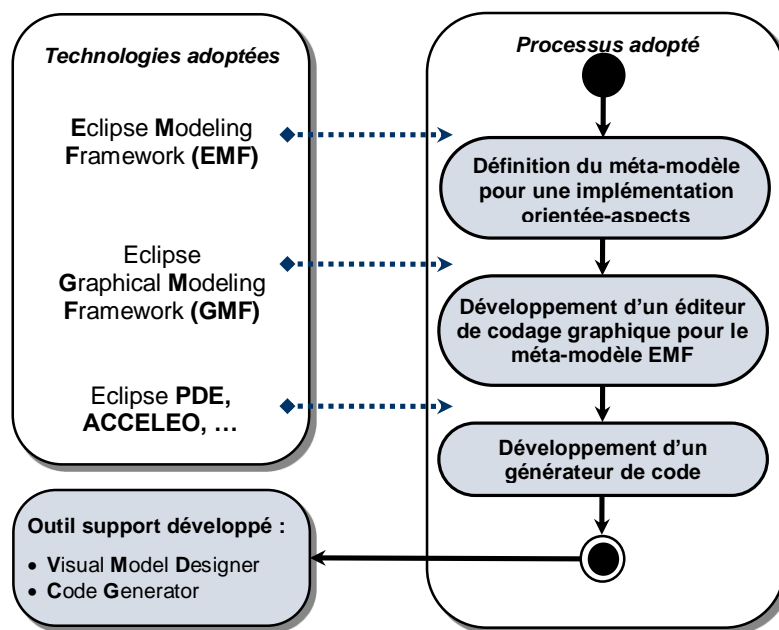 Technologies adoptées
Eclipse Modeling
Framework (EMF)
Eclipse
Graphical Modeling
Framework (GMF)
Eclipse PDE,
ACCELEO, …
Outil support développé :
• Visual Model Designer
• Code Generator
Processus adopté
Définition du méta-modèle
pour une implémentation
orientée-aspects
Développement d’un éditeur
de codage graphique pour le
méta-modèle EMF
Développement d’un
générateur de code